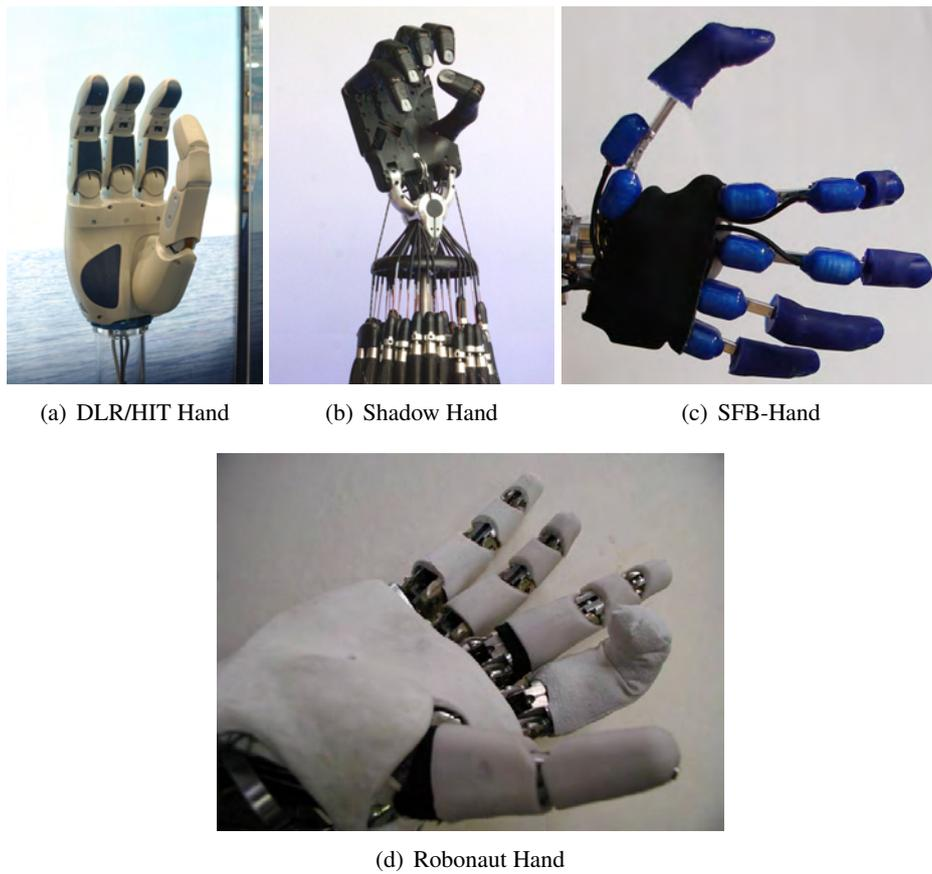 (a) DLR/HIT Hand
(b) Shadow Hand
(c) SFB-Hand
(d) Robonaut Hand